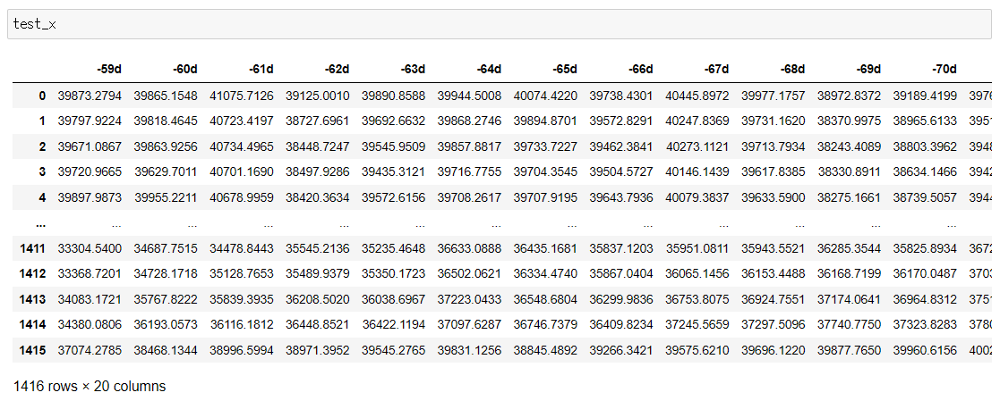 test_x
-59d -60d -61d -62d -63d -64d -65d -66d -67d -68d -69d -70d
0 39873.2794 39865.1548 41075.7126 39125.0010 39890.8588 39944.5008 40074.4220 39738.4301 40445.8972 39977.1757 38972.8372 39189.4199 3976
1 39797.9224 39818.4645 40723.4197 38727.6961 39692.6632 39868.2746 39894.8701 39572.8291 40247.8369 39731.1620 38370.9975 38965.6133 3951
2 39671.0867 39863.9256 40734.4965 38448.7247 39545.9509 39857.8817 39733.7227 39462.3841 40273.1121 39713.7934 38243.4089 38803.3962 3948
3 39720.9665 39629.7011 40701.1690 38497.9286 39435.3121 39716.7755 39704.3545 39504.5727 40146.1439 39617.8385 38330.8911 38634.1466 3942
4 39897.9873 39955.2211 40678.9959 38420.3634 39572.6156 39708.2617 39707.9195 39643.7936 40079.3837 39633.5900 38275.1661 38739.5057 3944
... ... ... ... ... ... ... ... ... ... ... ... ...
1411 33304.5400 34687.7515 34478.8443 35545.2136 35235.4648 36633.0888 36435.1681 35837.1203 35951.0811 35943.5521 36285.3544 35825.8934 3672
1412 33368.7201 34728.1718 35128.7653 35489.9379 35350.1723 36502.0621 36334.4740 35867.0404 36065.1456 36153.4488 36168.7199 36170.0487 3703
1413 34083.1721 35767.8222 35839.3935 36208.5020 36038.6967 37223.0433 36548.6804 36299.9836 36753.8075 36924.7551 37174.0641 36964.8312 3751
1414 34380.0806 36193.0573 36116.1812 36448.8521 36422.1194 37097.6287 36746.7379 36409.8234 37245.5659 37297.5096 37740.7750 37323.8283 3780
1415 37074.2785 38468.1344 38996.5994 38971.3952 39545.2765 39831.1256 38845.4892 39266.3421 39575.6210 39696.1220 39877.7650 39960.6156 4002
1416 rows × 20 columns